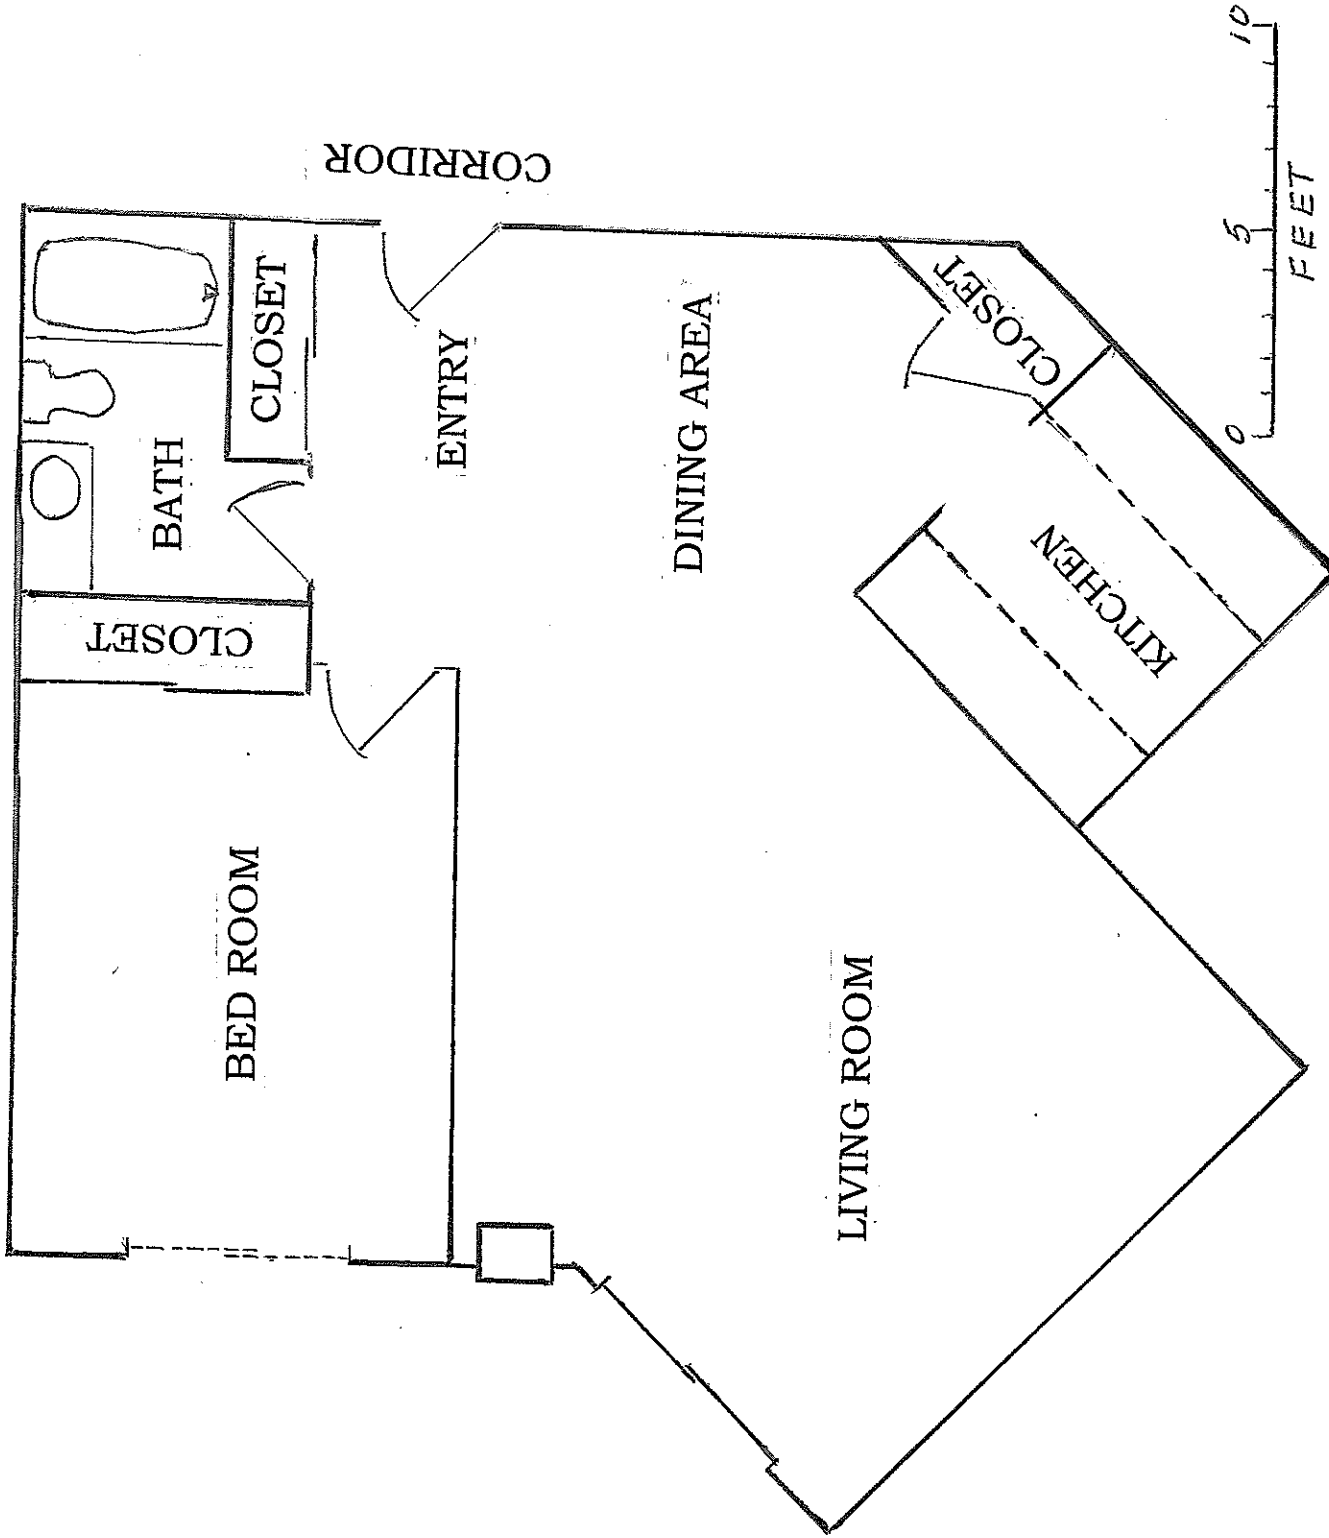 CORRIDOR
CLOSET
BATH
ENTRY
CLOSET
BED ROOM
DINING AREA
CLOSET
KITCHEN
LIVING ROOM
0 5 10
FEET